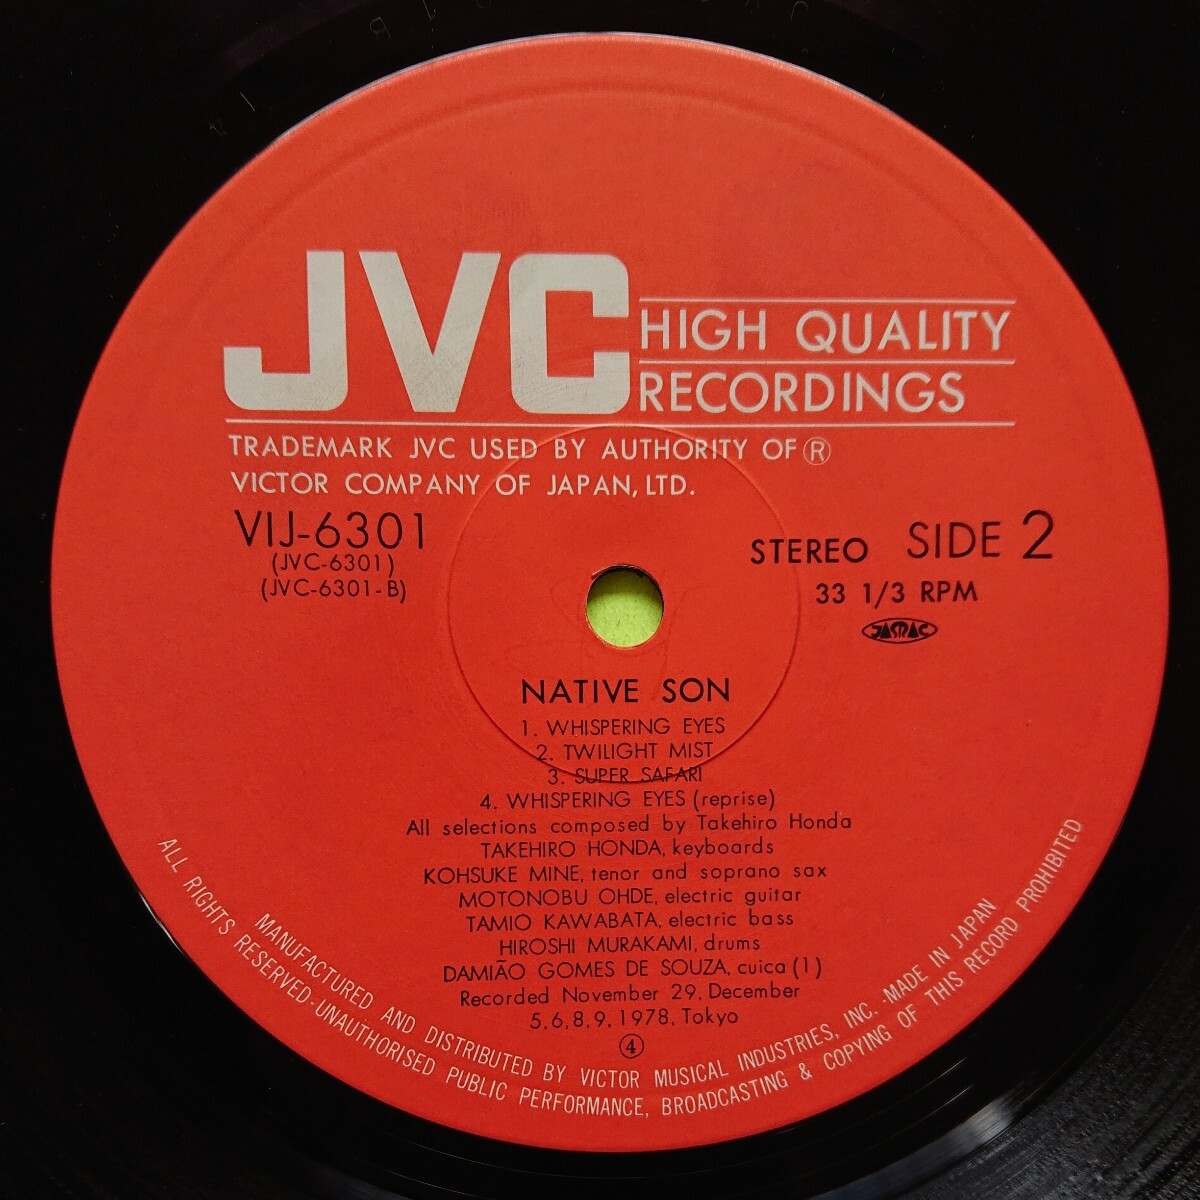 JVC
HIGH QUALITY
RECORDINGS
TRADEMARK JVC USED BY AUTHORITY OF Ⓡ
VICTOR COMPANY OF JAPAN, LTD.
VIJ-6301
(JVC-6301)
(JVC-6301-B)
STEREO SIDE 2
33 1/3 RPM
JASRAC
NATIVE SON
1. WHISPERING EYES
2. TWILIGHT MIST
3. SUPER SAFARI
4. WHISPERING EYES (reprise)
All selections composed by Takehiro Honda
TAKEHIRO HONDA, keyboards
KOHSUKE MINE, tenor and soprano sax
MOTONOBU OHDE, electric guitar
TAMIO KAWABATA, electric bass
HIROSHI MURAKAMI, drums
DAMIÃO GOMES DE SOUZA, cuica (1)
Recorded November 29, December
5, 6, 8, 9, 1978, Tokyo
④
MANUFACTURED AND DISTRIBUTED BY VICTOR MUSICAL INDUSTRIES, INC.-MADE IN JAPAN
ALL RIGHTS RESERVED-UNAUTHORISED PUBLIC PERFORMANCE, BROADCASTING & COPYING OF THIS RECORD PROHIBITED